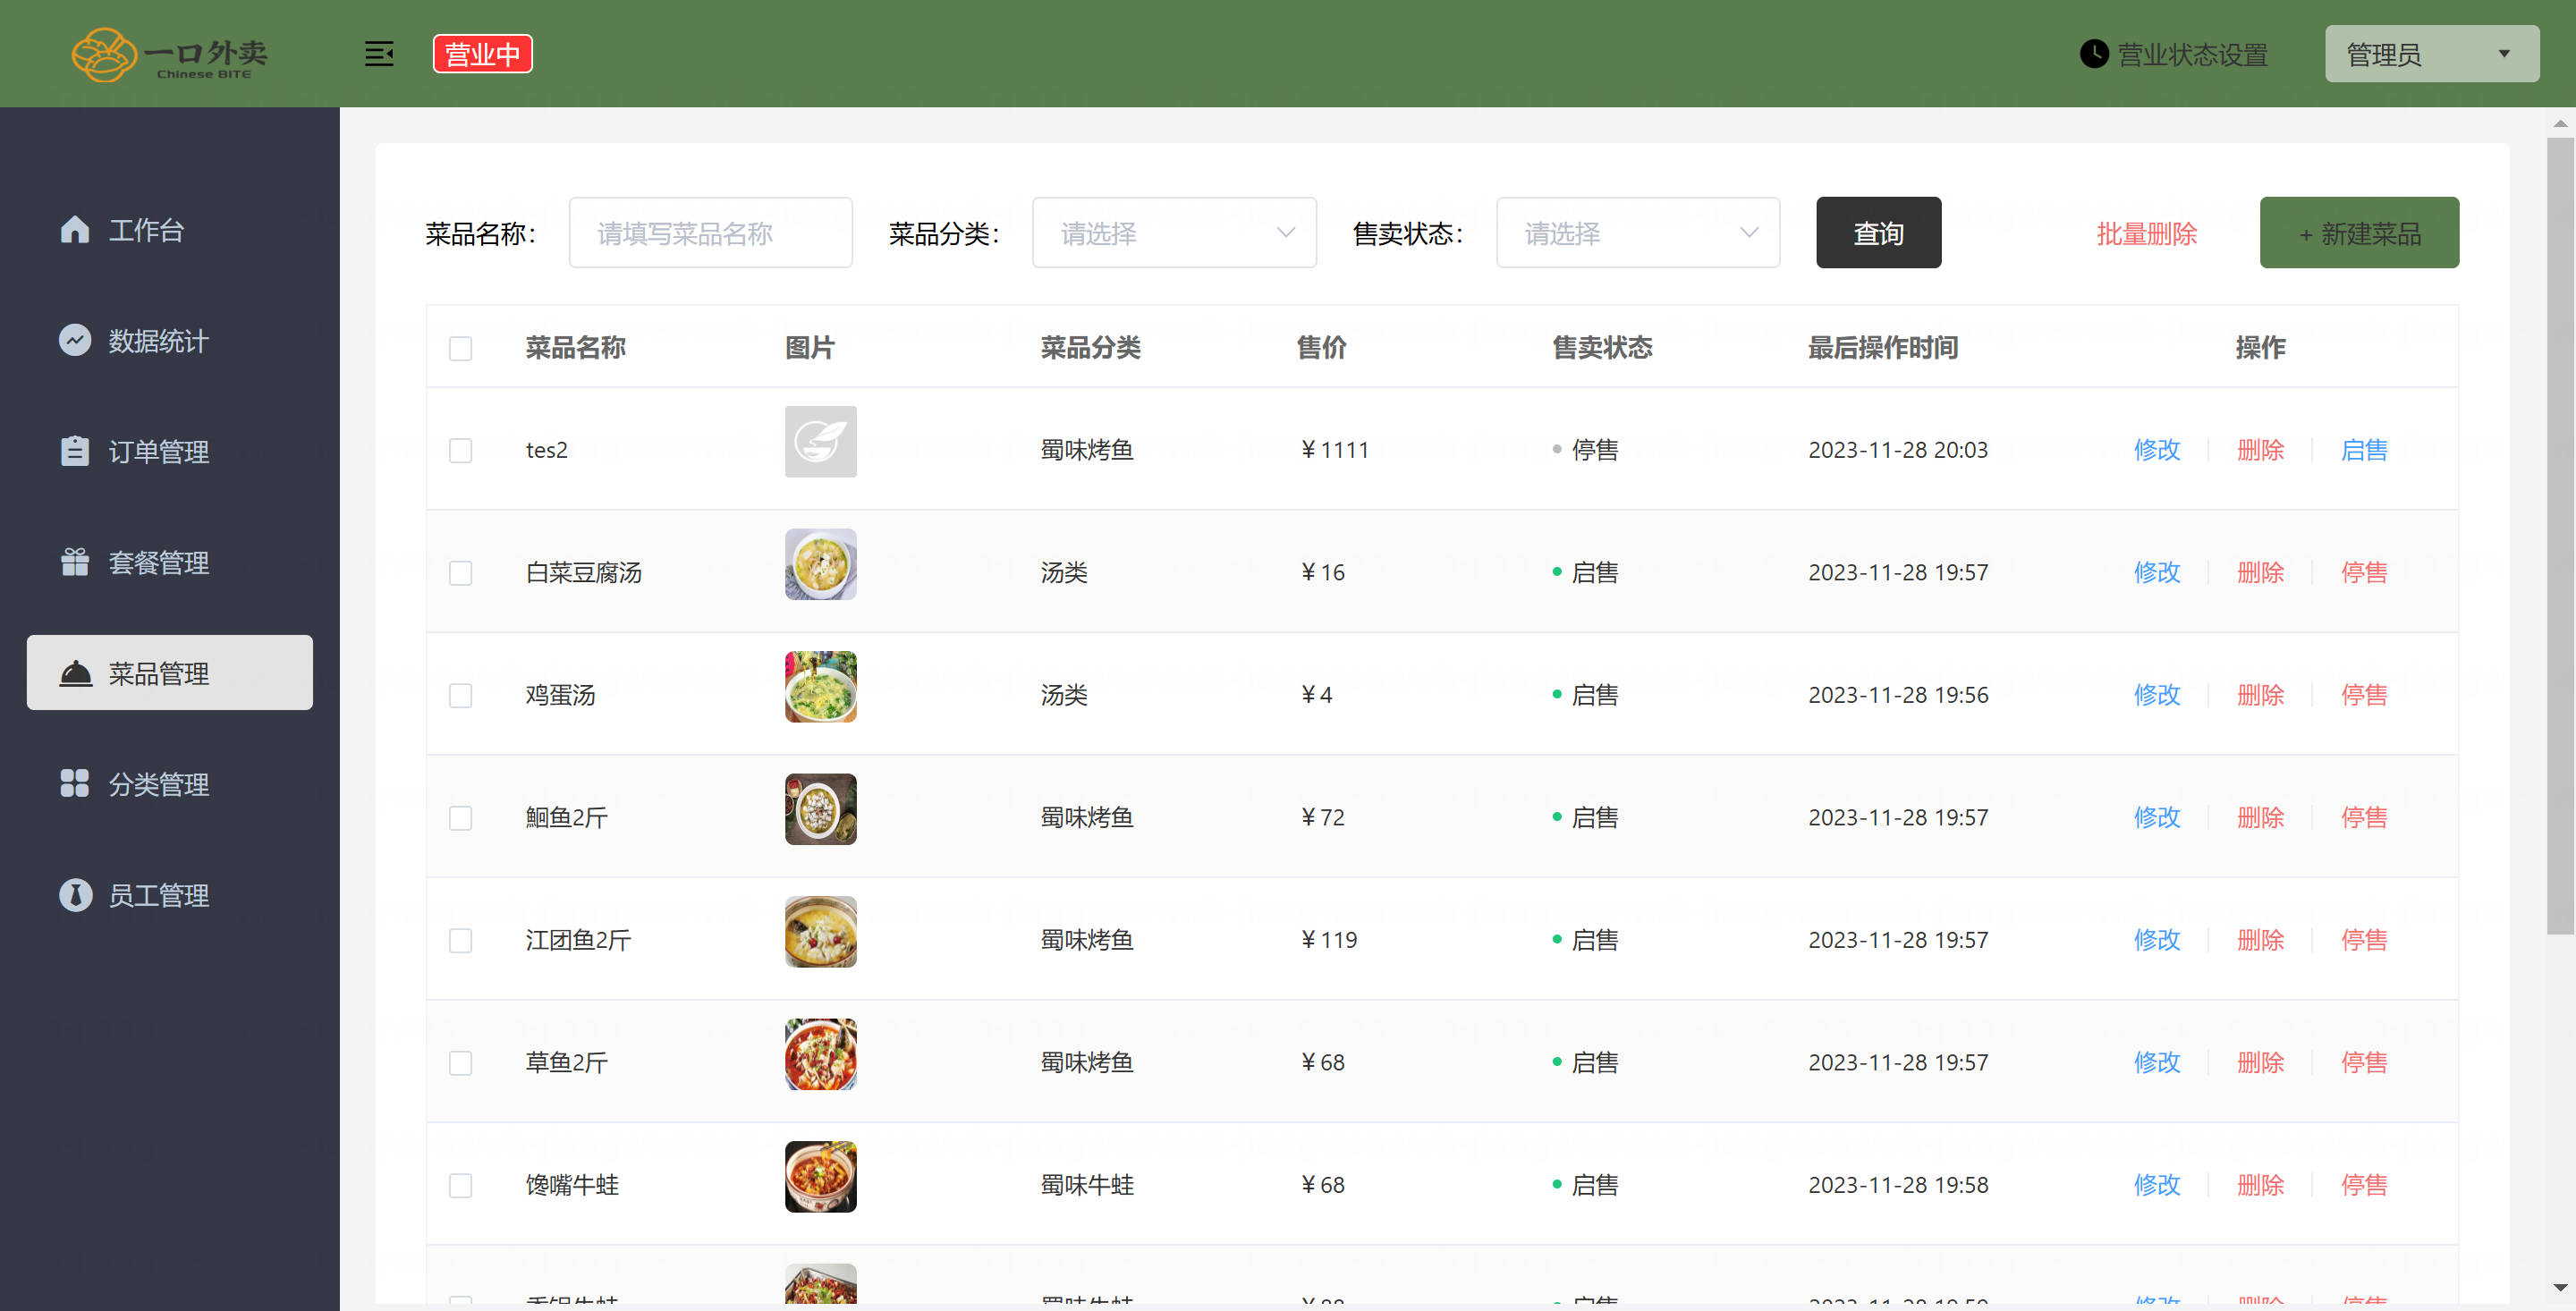 一口外卖
Chinese BITE
营业中
营业状态设置
管理员
工作台
数据统计
订单管理
套餐管理
菜品管理
分类管理
员工管理
菜品名称: 请填写菜品名称 菜品分类: 请选择 售卖状态: 请选择 查询 批量删除 + 新建菜品
菜品名称 图片 菜品分类 售价 售卖状态 最后操作时间 操作
tes2 蜀味烤鱼 ¥1111 停售 2023-11-28 20:03 修改 删除 启售
白菜豆腐汤 汤类 ¥16 启售 2023-11-28 19:57 修改 删除 停售
鸡蛋汤 汤类 ¥4 启售 2023-11-28 19:56 修改 删除 停售
鮰鱼2斤 蜀味烤鱼 ¥72 启售 2023-11-28 19:57 修改 删除 停售
江团鱼2斤 蜀味烤鱼 ¥119 启售 2023-11-28 19:57 修改 删除 停售
草鱼2斤 蜀味烤鱼 ¥68 启售 2023-11-28 19:57 修改 删除 停售
馋嘴牛蛙 蜀味牛蛙 ¥68 启售 2023-11-28 19:58 修改 删除 停售